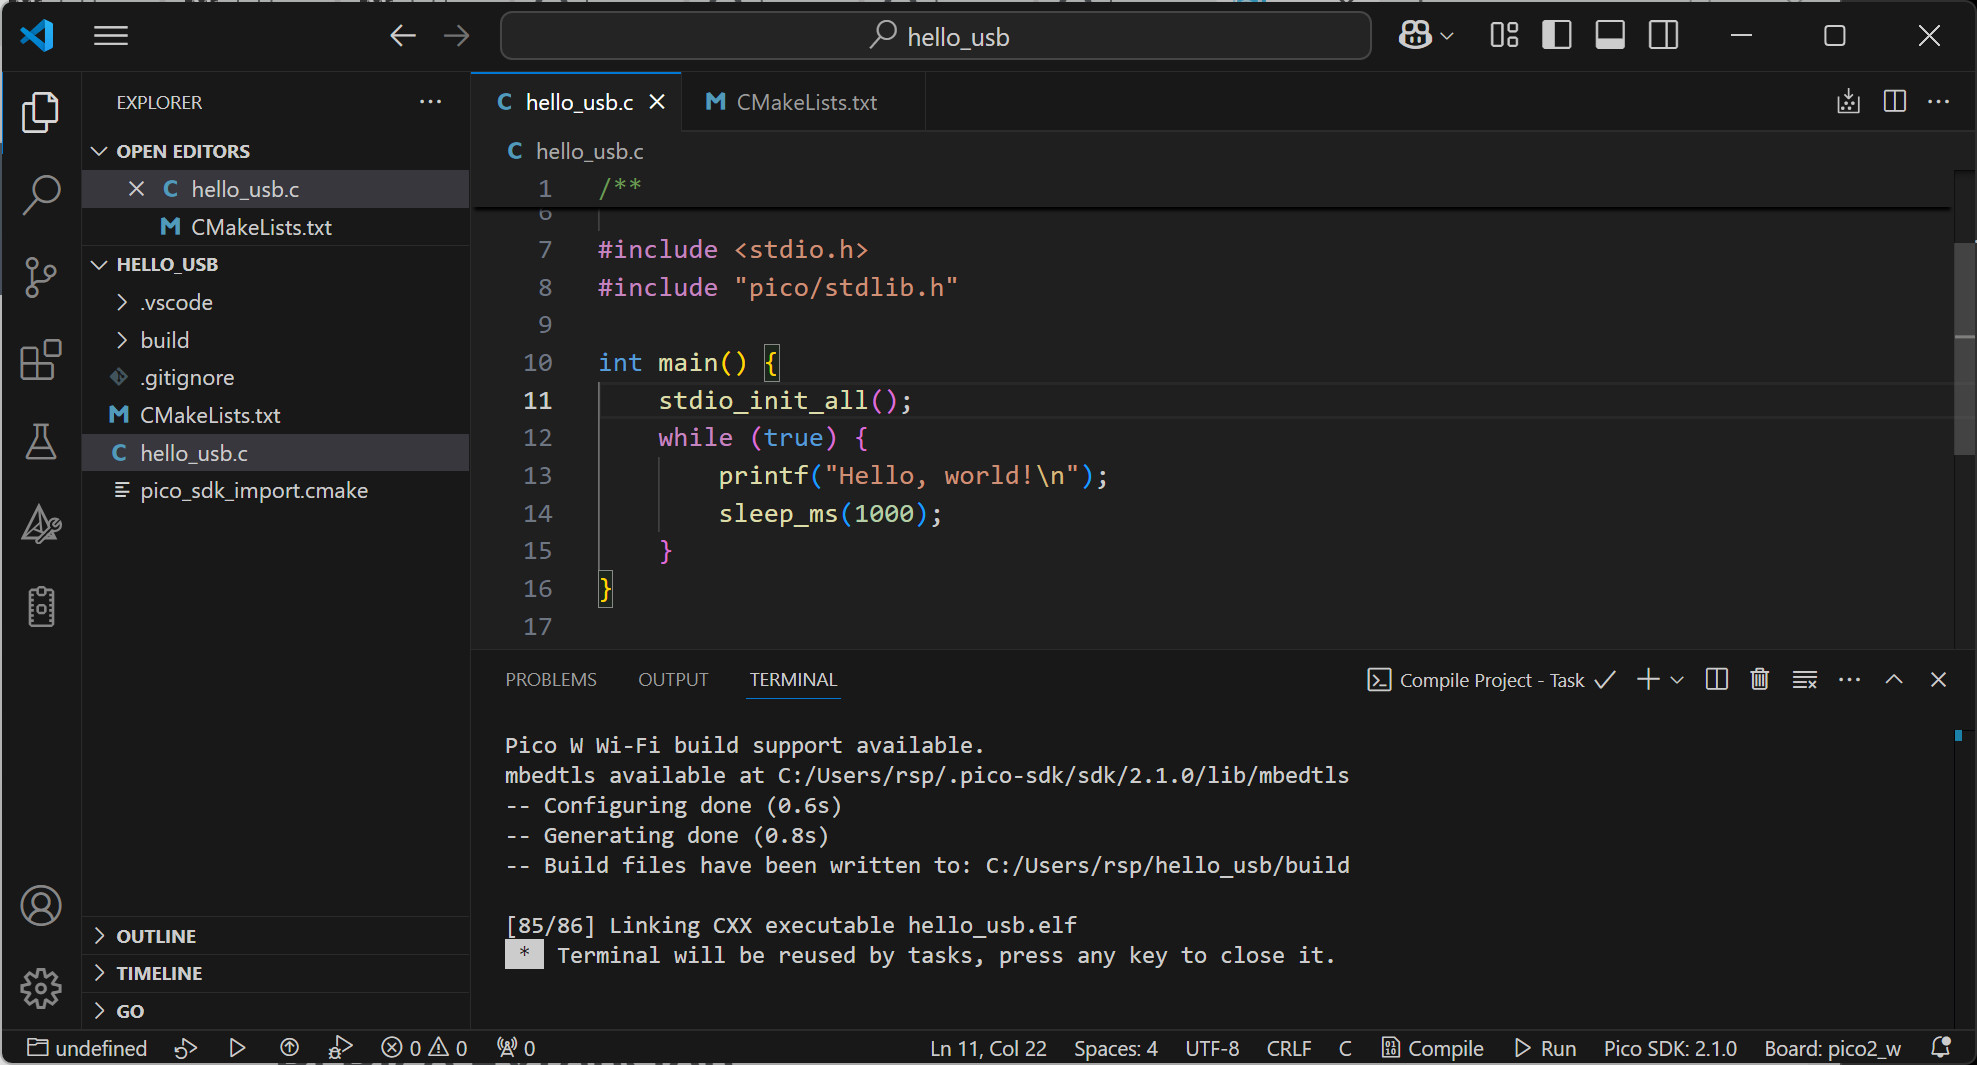 hello_usb
EXPLORER
OPEN EDITORS
C hello_usb.c
M CMakeLists.txt
HELLO_USB
.vscode
build
.gitignore
M CMakeLists.txt
C hello_usb.c
pico_sdk_import.cmake
OUTLINE
TIMELINE
GO
C hello_usb.c
M CMakeLists.txt
C hello_usb.c
1 /**
6
7 #include <stdio.h>
8 #include "pico/stdlib.h"
9
10 int main() {
11 stdio_init_all();
12 while (true) {
13 printf("Hello, world!\n");
14 sleep_ms(1000);
15 }
16 }
17
PROBLEMS OUTPUT TERMINAL
Compile Project - Task
Pico W Wi-Fi build support available.
mbedtls available at C:/Users/rsp/.pico-sdk/sdk/2.1.0/lib/mbedtls
-- Configuring done (0.6s)
-- Generating done (0.8s)
-- Build files have been written to: C:/Users/rsp/hello_usb/build
[85/86] Linking CXX executable hello_usb.elf
* Terminal will be reused by tasks, press any key to close it.
undefined 0 0 0 Ln 11, Col 22 Spaces: 4 UTF-8 CRLF C Compile Run Pico SDK: 2.1.0 Board: pico2_w